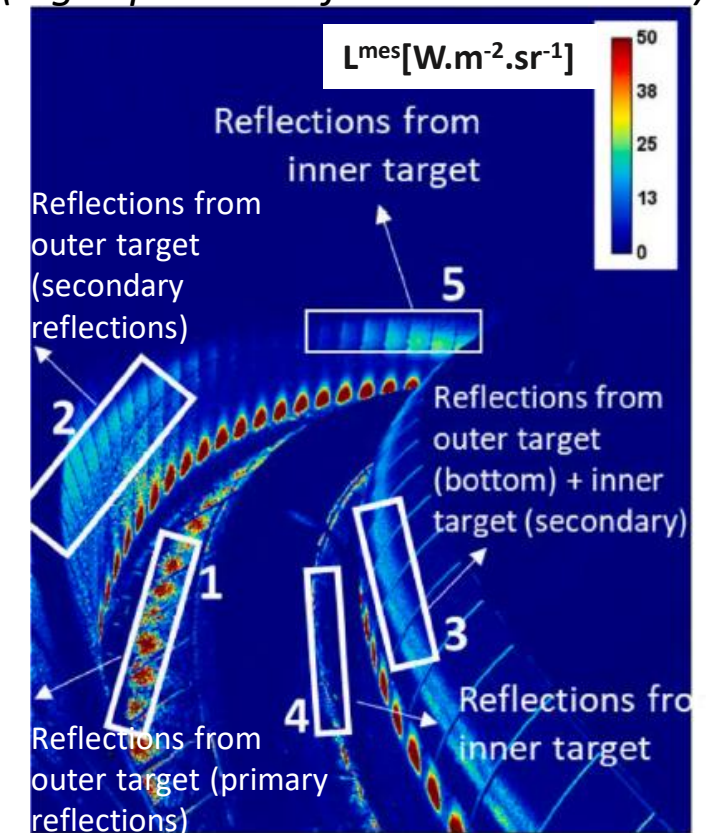 L^mes[W.m^-2.sr^-1]
50
38
25
13
0
Reflections from
inner target
Reflections from
outer target
(secondary
reflections)
5
2
Reflections from
outer target
(bottom) + inner
target (secondary)
1
3
4
Reflections fro
inner target
Reflections from
outer target (primary
reflections)